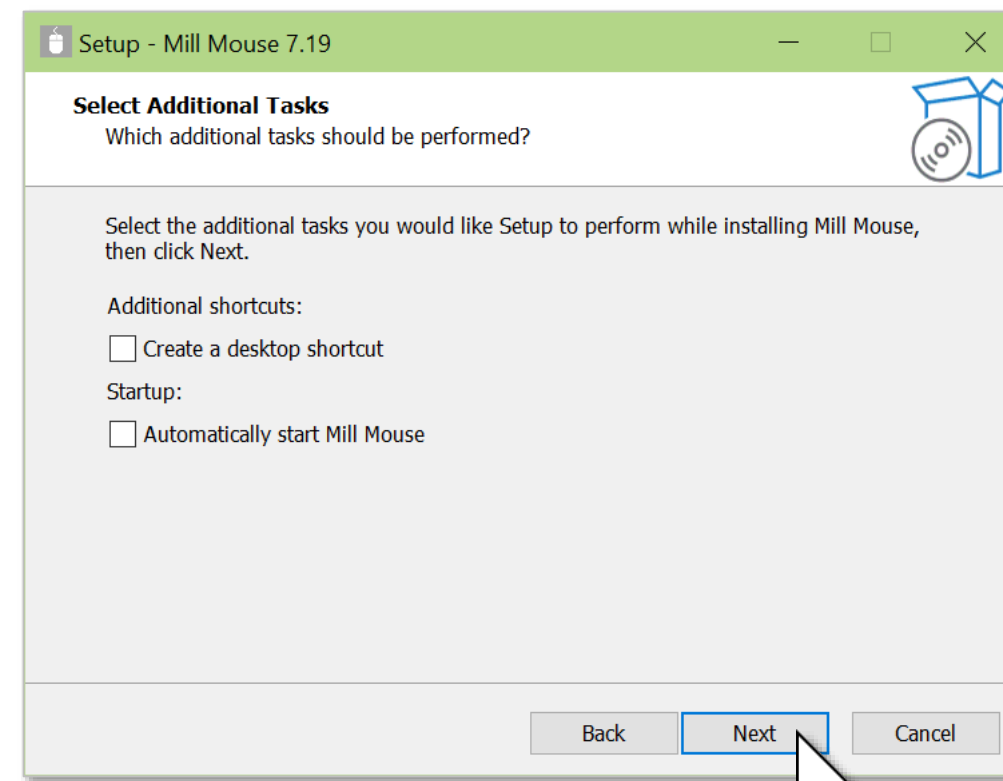 Setup - Mill Mouse 7.19
Select Additional Tasks
Which additional tasks should be performed?
Select the additional tasks you would like Setup to perform while installing Mill Mouse,
then click Next.
Additional shortcuts:
Create a desktop shortcut
Startup:
Automatically start Mill Mouse
Back Next Cancel